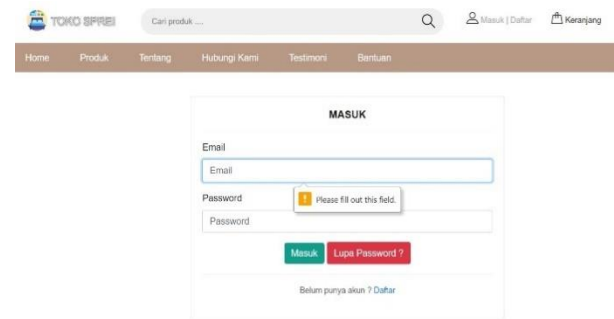 TOKO SPREI
Cari produk ....
Masuk | Daftar
Keranjang
Home Produk Tentang Hubungi Kami Testimoni Bantuan
MASUK
Email
Email
Please fill out this field.
Password
Password
Masuk Lupa Password ?
Belum punya akun ? Daftar